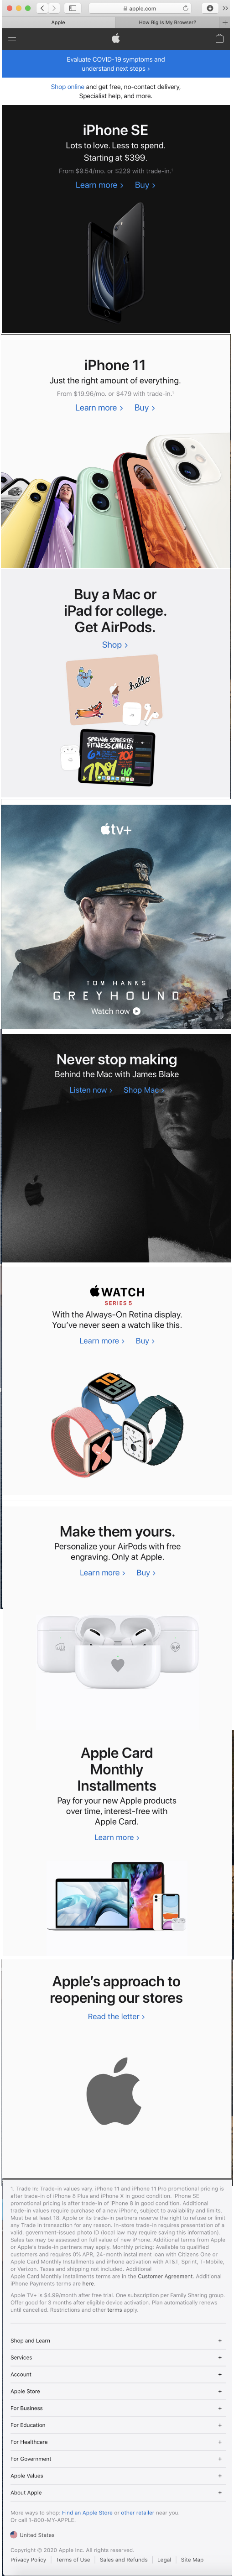 apple.com
Apple
How Big Is My Browser?
Evaluate COVID-19 symptoms and
understand next steps >
Shop online and get free, no-contact delivery,
Specialist help, and more.
iPhone SE
Lots to love. Less to spend.
Starting at $399.
From $9.54/mo. or $229 with trade-in.¹
Learn more > Buy >
iPhone 11
Just the right amount of everything.
From $19.96/mo. or $479 with trade-in.¹
Learn more > Buy >
Buy a Mac or
iPad for college.
Get AirPods.
Shop >
hello
tv+
TOM HANKS
GREYHOUND
Watch now
Never stop making
Behind the Mac with James Blake
Listen now > Shop Mac >
WATCH
SERIES 5
With the Always-On Retina display.
You've never seen a watch like this.
Learn more > Buy >
Make them yours.
Personalize your AirPods with free
engraving. Only at Apple.
Learn more > Buy >
Apple Card
Monthly
Installments
Pay for your new Apple products
over time, interest-free with
Apple Card.
Learn more >
Apple's approach to
reopening our stores
Read the letter >
1. Trade In: Trade-in values vary. iPhone 11 and iPhone 11 Pro promotional pricing is
after trade-in of iPhone 8 Plus and iPhone X in good condition. iPhone SE
promotional pricing is after trade-in of iPhone 8 in good condition. Additional
trade-in values require purchase of a new iPhone, subject to availability and limits.
Must be at least 18. Apple or its trade-in partners reserve the right to refuse or limit
any Trade In transaction for any reason. In-store trade-in requires presentation of a
valid, government-issued photo ID (local law may require saving this information).
Sales tax may be assessed on full value of new iPhone. Additional terms from Apple
or Apple's trade-in partners may apply. Monthly pricing: Available to qualified
customers and requires 0% APR, 24-month installment loan with Citizens One or
Apple Card Monthly Installments and iPhone activation with AT&T, Sprint, T-Mobile,
or Verizon. Taxes and shipping not included. Additional
Apple Card Monthly Installments terms are in the Customer Agreement. Additional
iPhone Payments terms are here.
Apple TV+ is $4.99/month after free trial. One subscription per Family Sharing group.
Offer good for 3 months after eligible device activation. Plan automatically renews
until cancelled. Restrictions and other terms apply.
Shop and Learn +
Services +
Account +
Apple Store +
For Business +
For Education +
For Healthcare +
For Government +
Apple Values +
About Apple +
More ways to shop: Find an Apple Store or other retailer near you.
Or call 1-800-MY-APPLE.
United States
Copyright © 2020 Apple Inc. All rights reserved.
Privacy Policy | Terms of Use | Sales and Refunds | Legal | Site Map